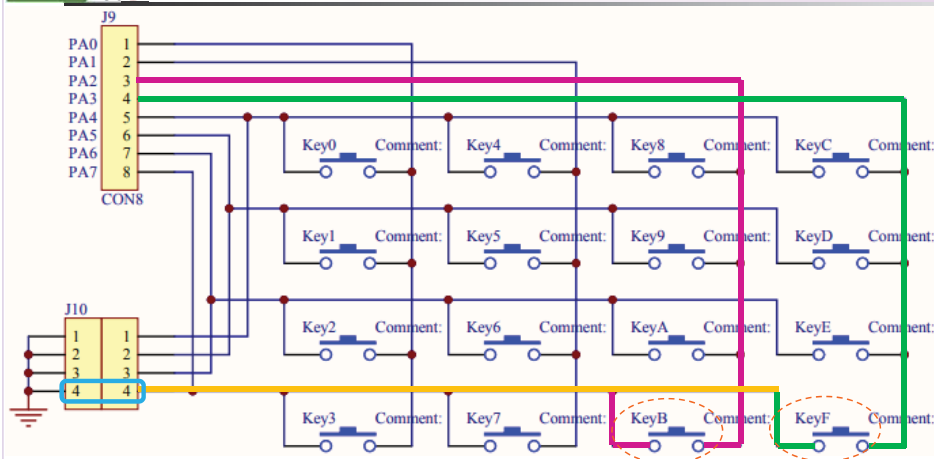 J9
PA0 1
PA1 2
PA2 3
PA3 4
PA4 5
PA5 6
PA6 7
PA7 8
CON8
Key0 Comment: Key4 Comment: Key8 Comment: KeyC Comment:
Key1 Comment: Key5 Comment: Key9 Comment: KeyD Comment:
Key2 Comment: Key6 Comment: KeyA Comment: KeyE Comment:
Key3 Comment: Key7 Comment: KeyB Comment: KeyF Comment:
J10
1 1
2 2
3 3
4 4